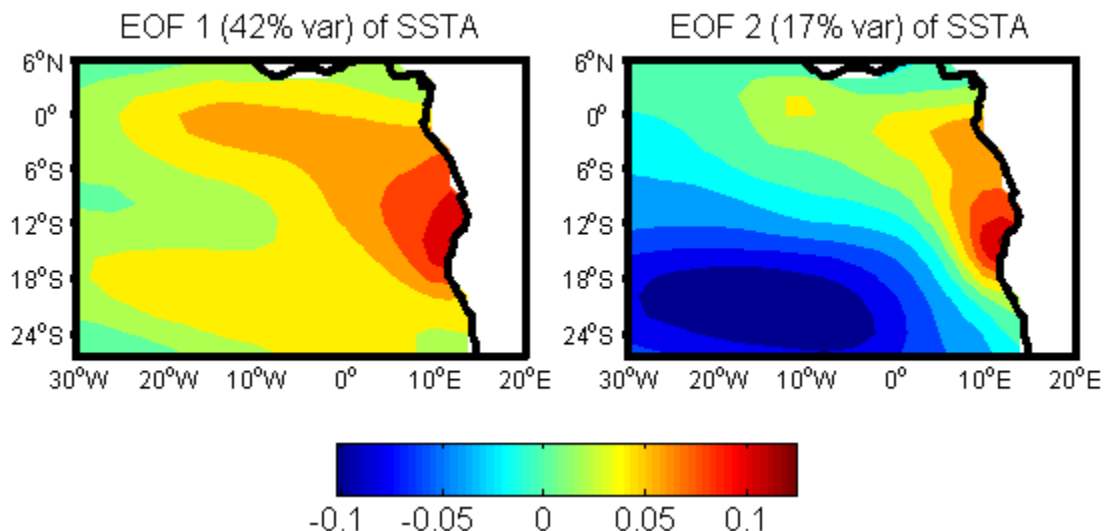 EOF 1 (42% var) of SSTA
EOF 2 (17% var) of SSTA
6°N
0°
6°S
12°S
18°S
24°S
30°W 20°W 10°W 0° 10°E 20°E
6°N
0°
6°S
12°S
18°S
24°S
30°W 20°W 10°W 0° 10°E 20°E
-0.1 -0.05 0 0.05 0.1